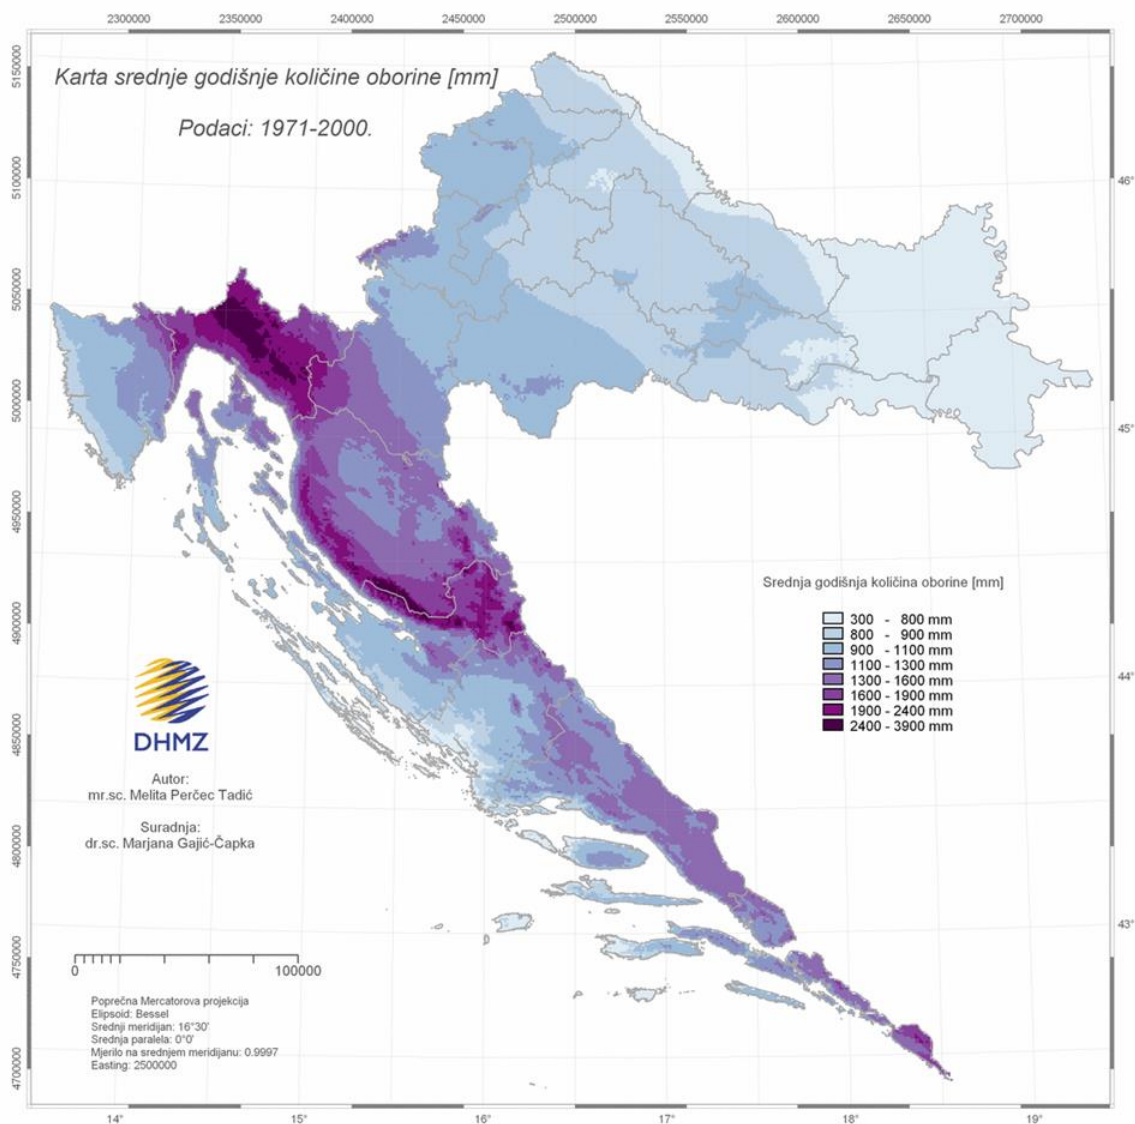 2300000 2350000 2400000 2450000 2500000 2550000 2600000 2650000 2700000
Karta srednje godišnje količine oborine [mm]
Podaci: 1971-2000.
5150000
5100000
5050000
5000000
4950000
4900000
4850000
4800000
4750000
4700000
46°
45°
44°
43°
Srednja godišnja količina oborine [mm]
300 - 800 mm
800 - 900 mm
900 - 1100 mm
1100 - 1300 mm
1300 - 1600 mm
1600 - 1900 mm
1900 - 2400 mm
2400 - 3900 mm
DHMZ
Autor:
mr.sc. Melita Perčec Tadić
Suradnja:
dr.sc. Marjana Gajić-Čapka
0 100000
Poprečna Mercatorova projekcija
Elipsoid: Bessel
Srednji meridijan: 16°30'
Srednja paralela: 0°0'
Mjerilo na srednjem meridijanu: 0.9997
Easting: 2500000
14° 15° 16° 17° 18° 19°